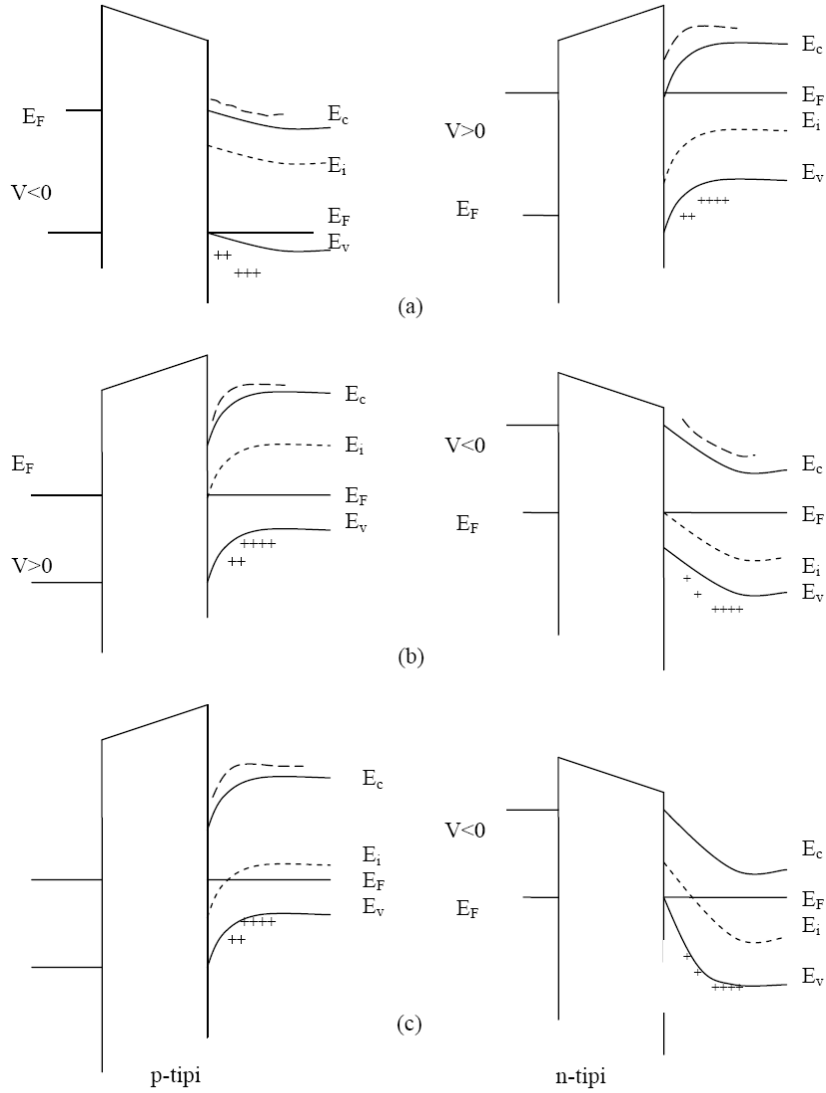 E_F
V<0
E_c
E_i
E_F
E_v
++
+++
V>0
E_F
E_c
E_F
E_i
E_v
++++
++
(a)
E_F
V>0
E_c
E_i
E_F
E_v
++++
++
V<0
E_F
E_c
E_F
E_i
E_v
+
+
++++
(b)
E_c
E_i
E_F
E_v
++++
++
V<0
E_F
E_c
E_F
E_i
E_v
+
+
++++
(c)
p-tipi
n-tipi